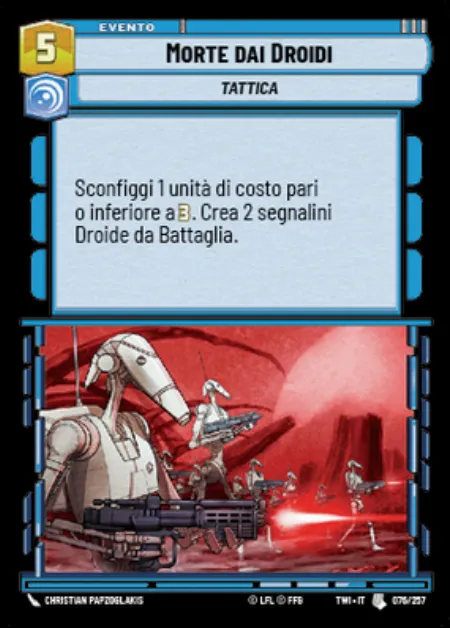 EVENTO
5
MORTE DAI DROIDI
TATTICA
Sconfiggi 1 unità di costo pari
o inferiore a 3. Crea 2 segnalini
Droide da Battaglia.
CHRISTIAN PAPZOGLAKIS
© LFL ℗ FFG
TWI • IT
076/257